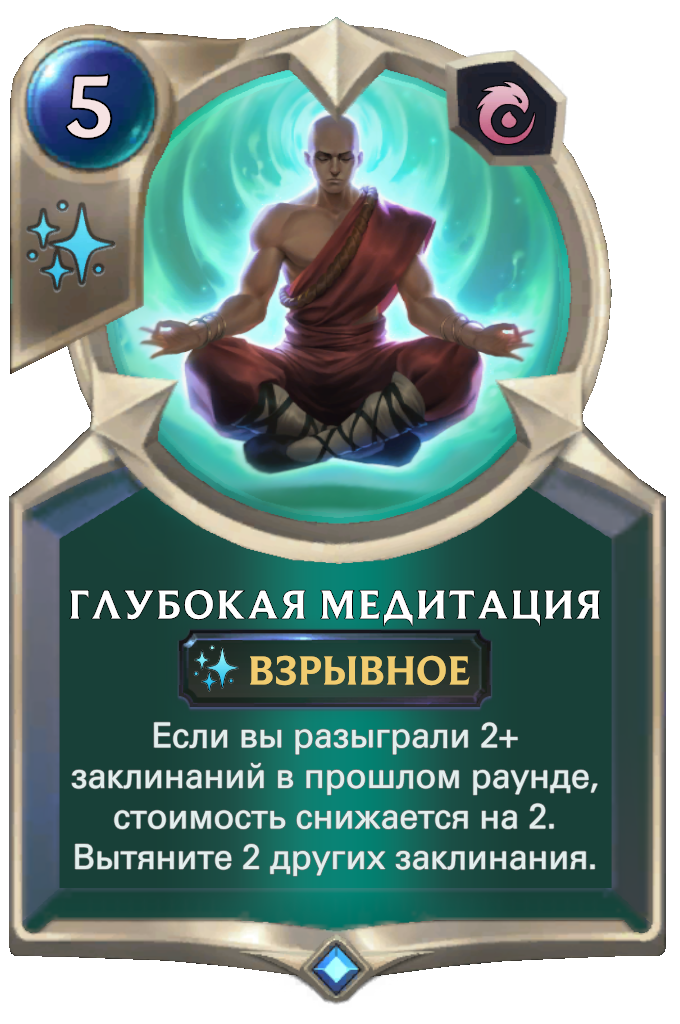 5
ГЛУБОКАЯ МЕДИТАЦИЯ
ВЗРЫВНОЕ
Если вы разыграли 2+
заклинаний в прошлом раунде,
стоимость снижается на 2.
Вытяните 2 других заклинания.